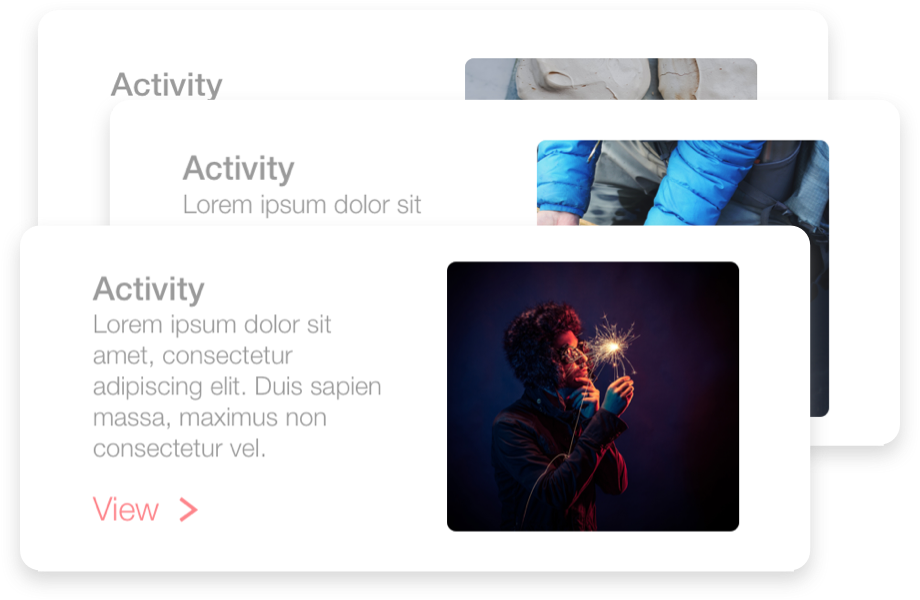 Activity
Activity
Lorem ipsum dolor sit
Activity
Lorem ipsum dolor sit
amet, consectetur
adipiscing elit. Duis sapien
massa, maximus non
consectetur vel.
View >